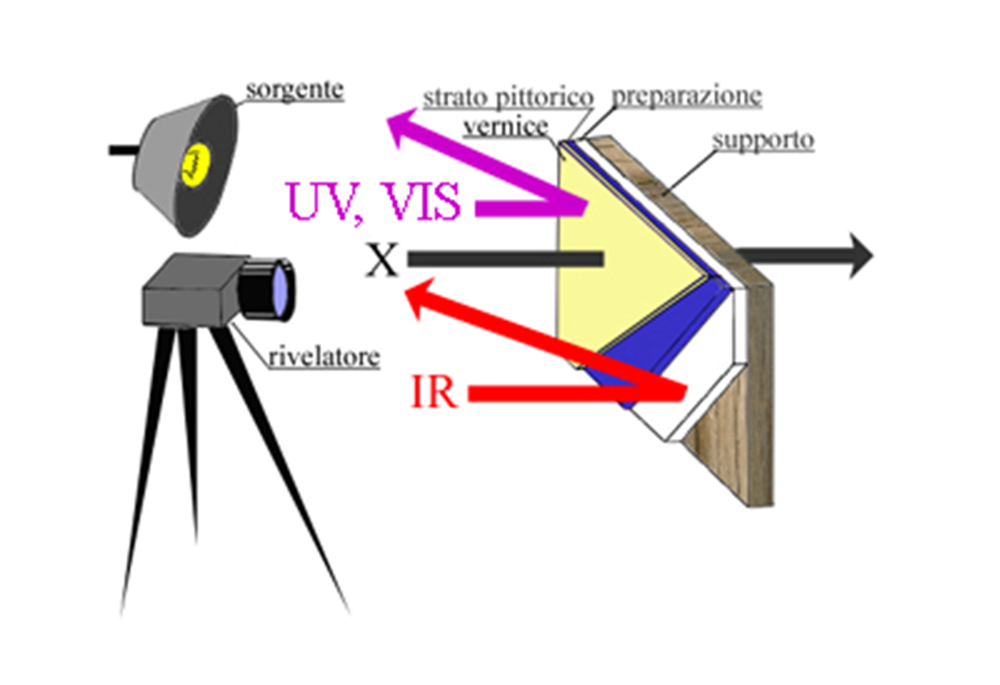 sorgente
strato pittorico
preparazione
vernice
supporto
UV, VIS
X
rivelatore
IR